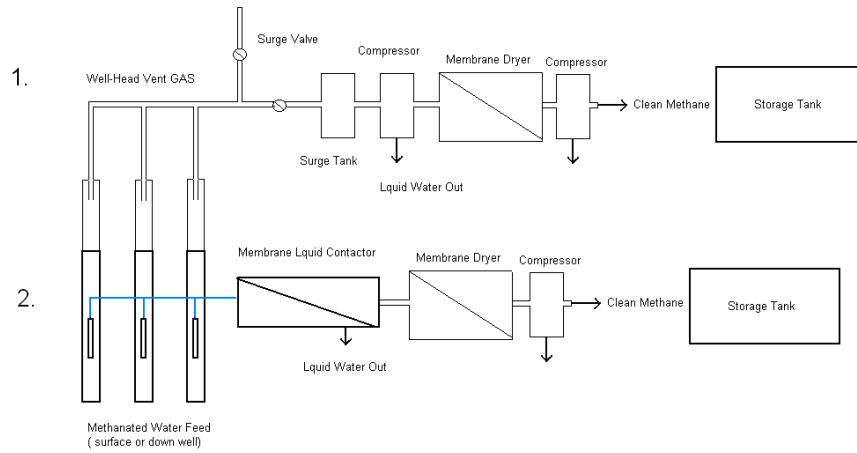 Surge Valve
1.
Well-Head Vent GAS
Compressor
Membrane Dryer
Compressor
Clean Methane
Storage Tank
Surge Tank
Lquid Water Out
2.
Membrane Lquid Contactor
Membrane Dryer
Compressor
Clean Methane
Storage Tank
Lquid Water Out
Methanated Water Feed
( surface or down well)